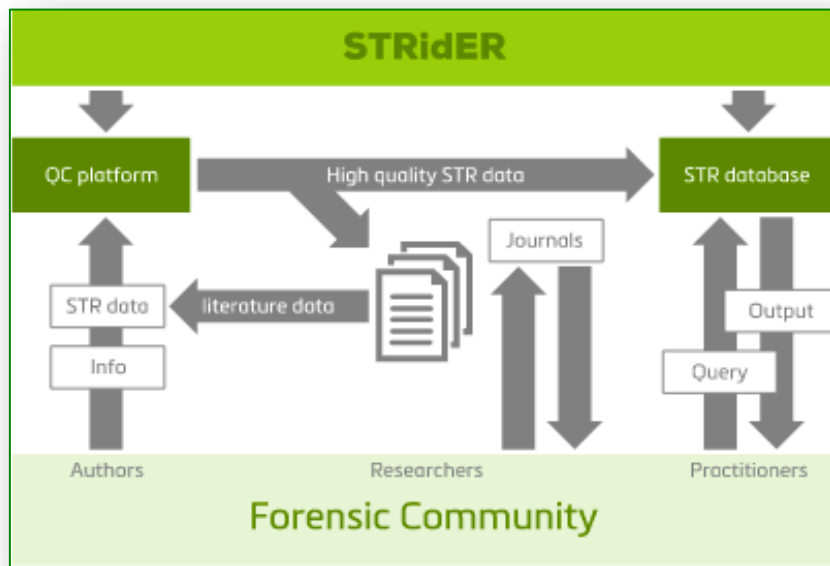 STRidER
QC platform
High quality STR data
STR database
Journals
STR data
literature data
Output
Info
Query
Authors
Researchers
Practitioners
Forensic Community